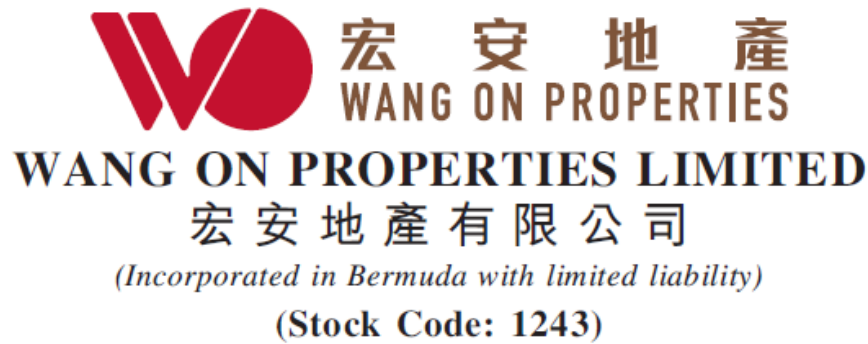 宏安地產
WANG ON PROPERTIES
WANG ON PROPERTIES LIMITED
宏安地產有限公司
(Incorporated in Bermuda with limited liability)
(Stock Code: 1243)